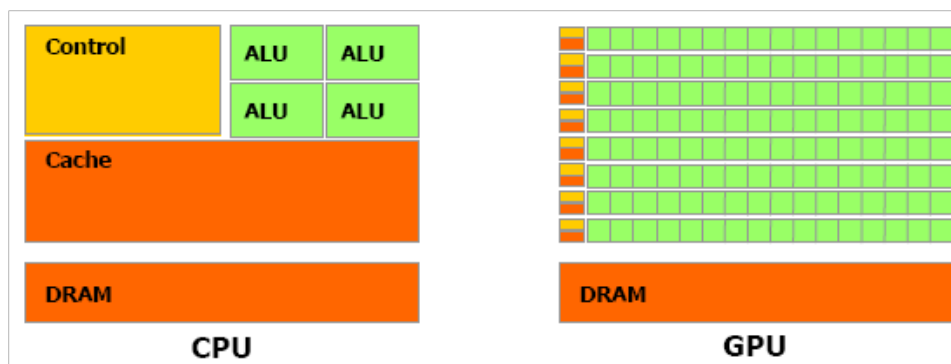 Control
ALU ALU
ALU ALU
Cache
DRAM
CPU
DRAM
GPU